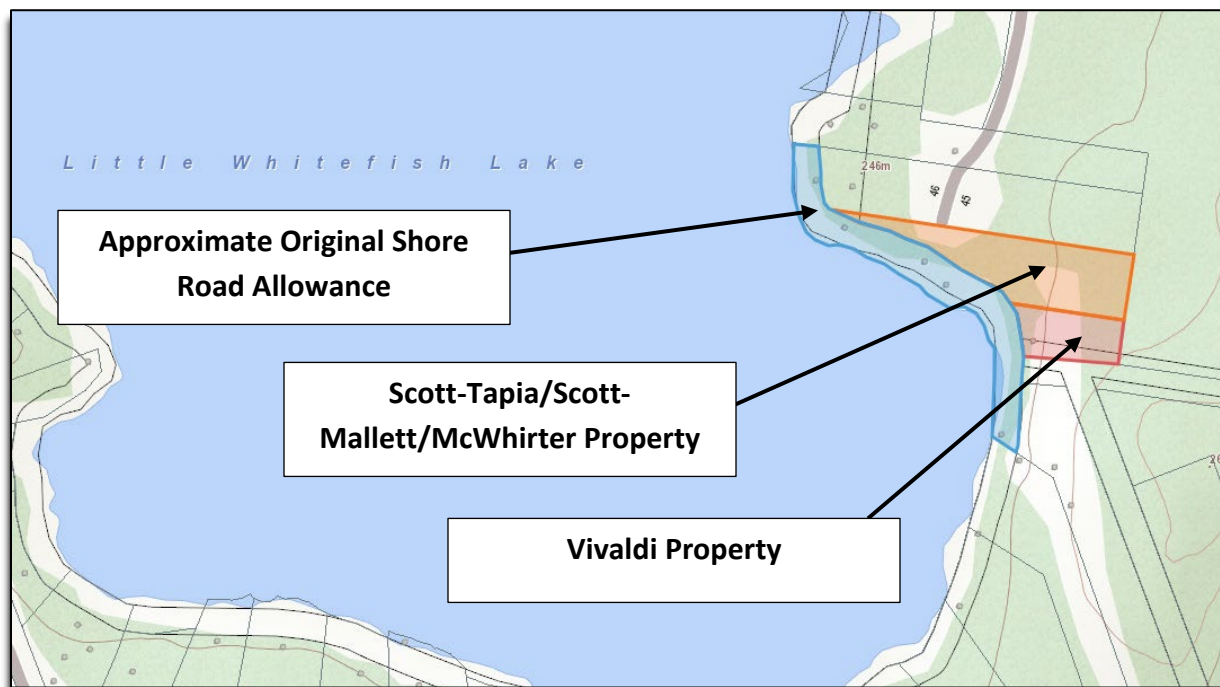 Little Whitefish Lake
246m
46
45
Approximate Original Shore
Road Allowance
Scott-Tapia/Scott-
Mallett/McWhirter Property
Vivaldi Property